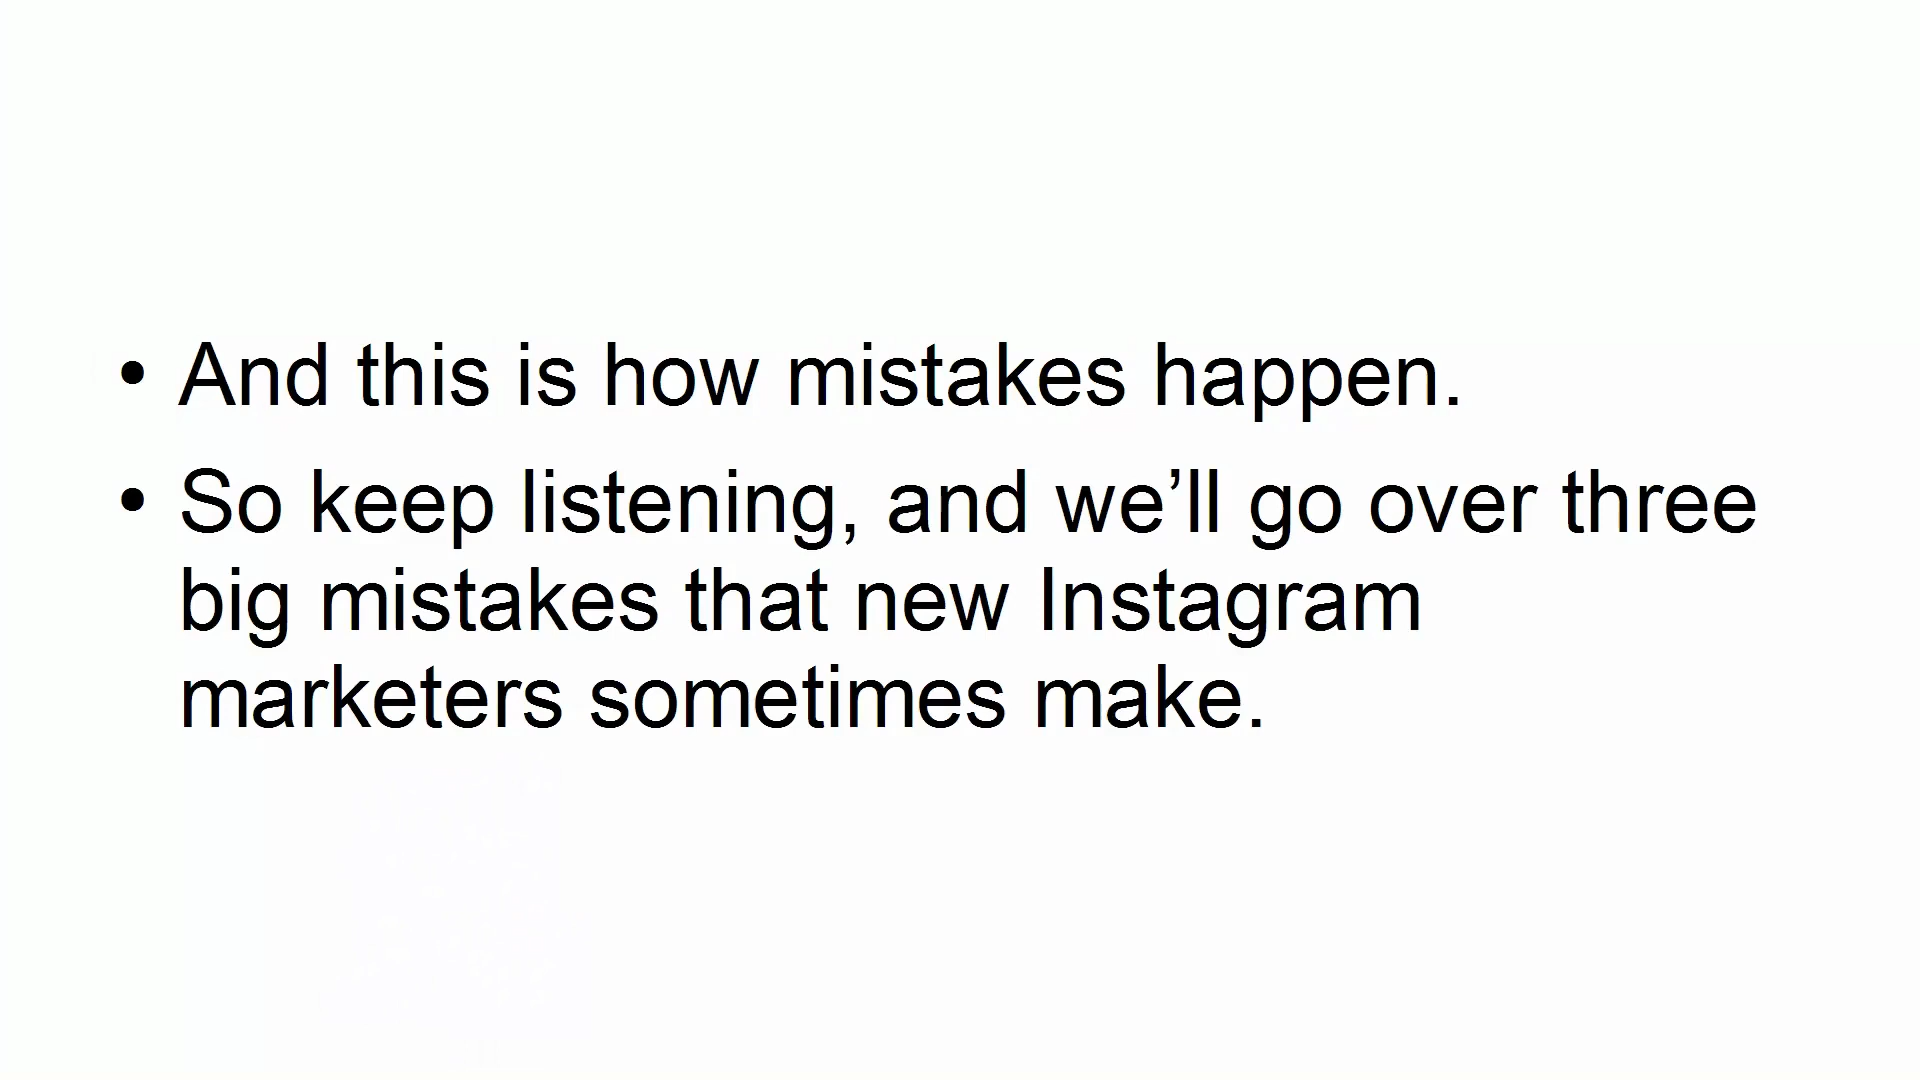 • And this is how mistakes happen.
• So keep listening, and we’ll go over three
big mistakes that new Instagram
marketers sometimes make.